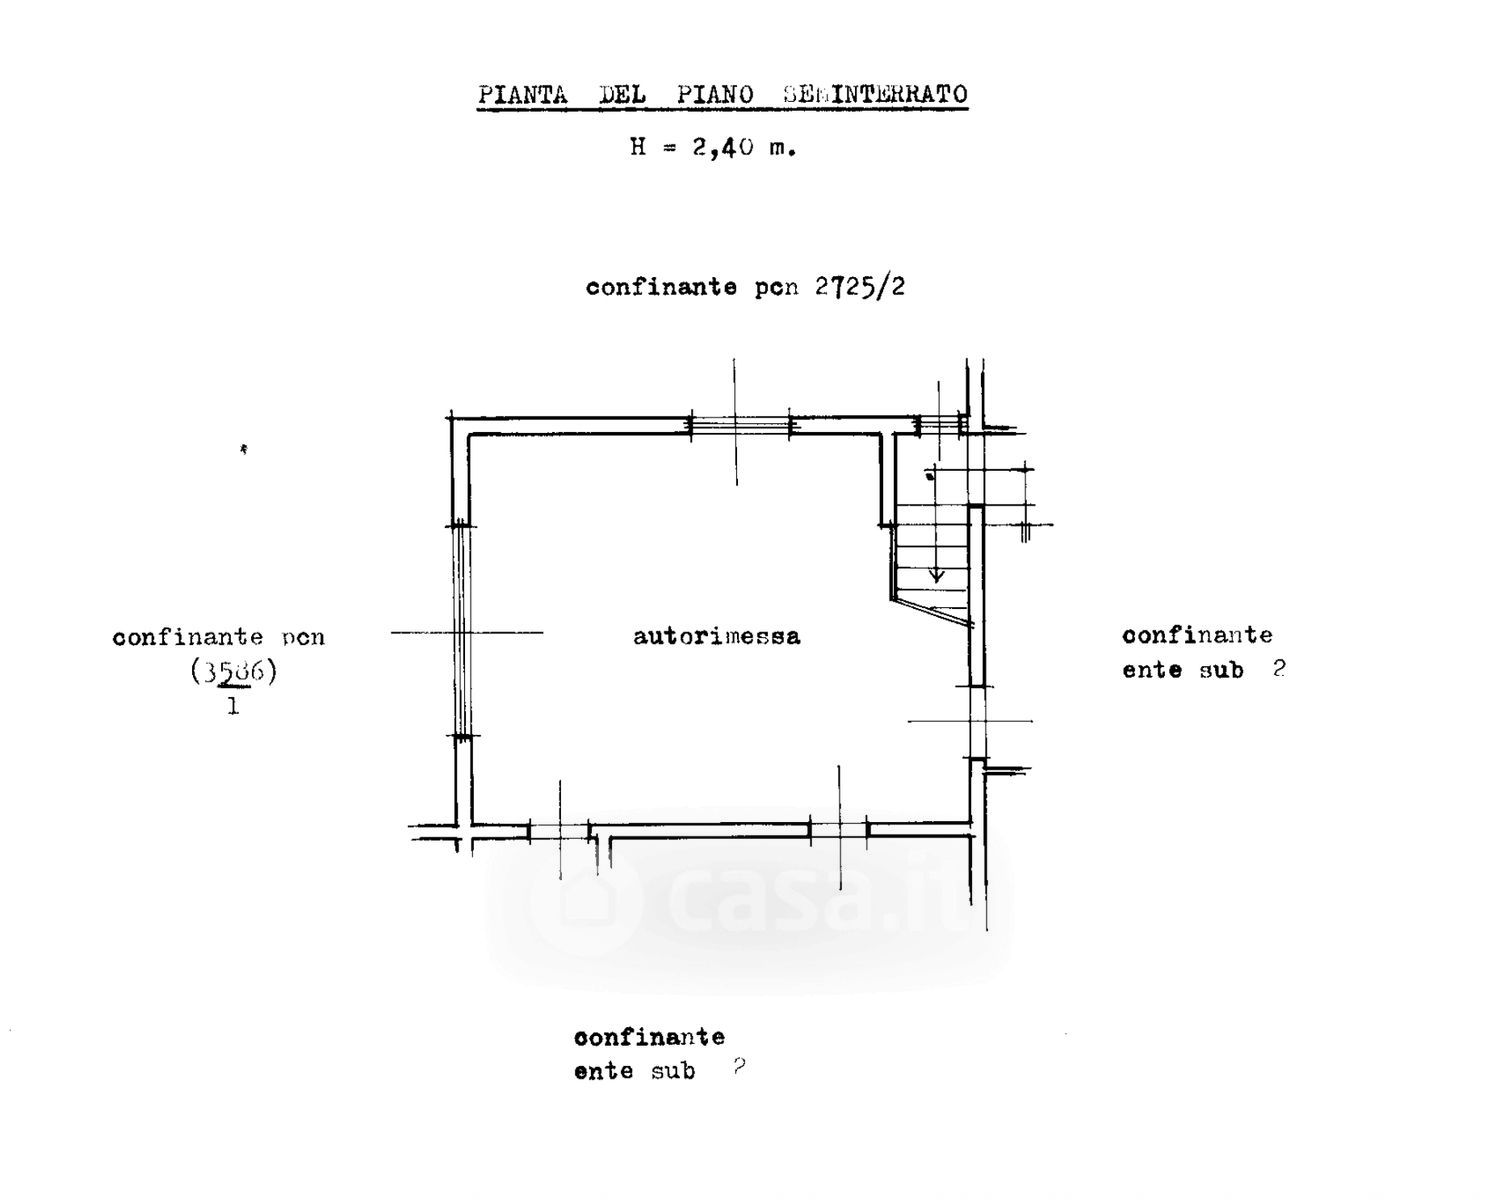 PIANTA DEL PIANO SEMINTERRATO
H = 2,40 m.
confinante pcn 2725/2
confinante pcn
(3586)
1
autorimessa
confinante
ente sub 2
casa.it
confinante
ente sub 2